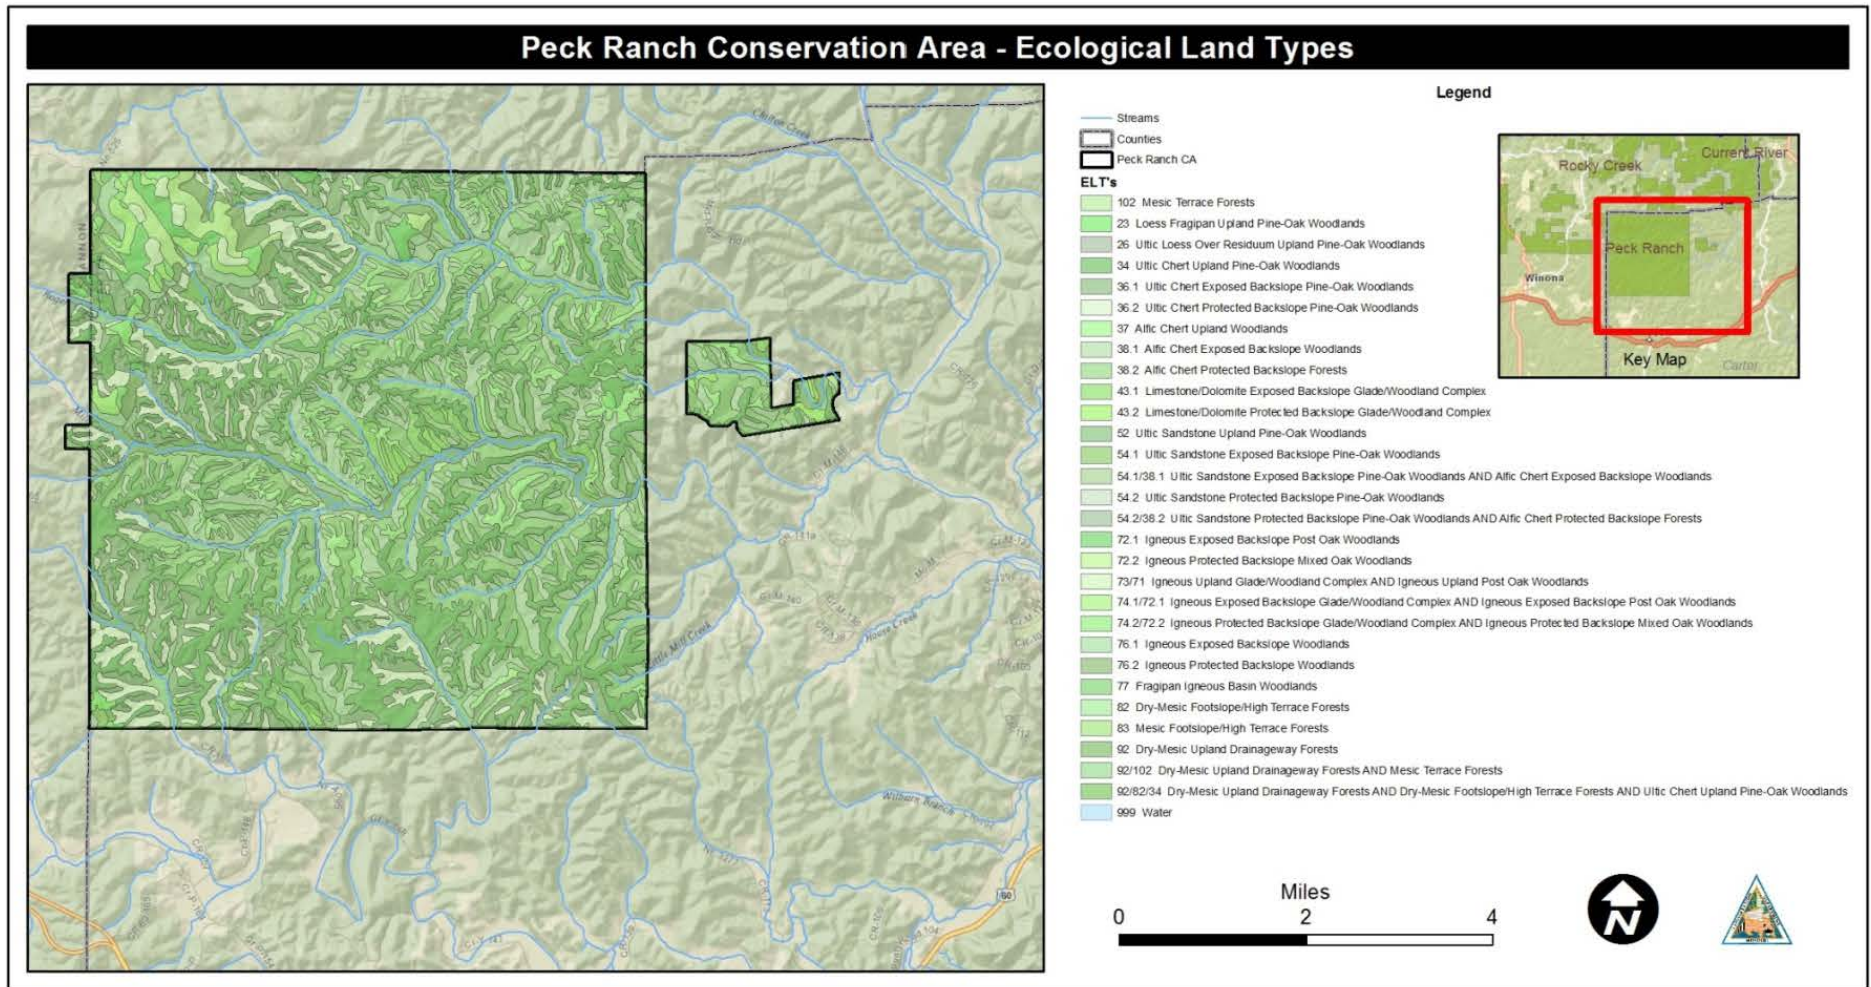 Peck Ranch Conservation Area - Ecological Land Types
Legend
Streams
Counties
Peck Ranch CA
ELT's
102 Mesic Terrace Forests
23 Loess Fragipan Upland Pine-Oak Woodlands
26 Ultic Loess Over Residuum Upland Pine-Oak Woodlands
34 Ultic Chert Upland Pine-Oak Woodlands
36.1 Ultic Chert Exposed Backslope Pine-Oak Woodlands
36.2 Ultic Chert Protected Backslope Pine-Oak Woodlands
37 Alfic Chert Upland Woodlands
38.1 Alfic Chert Exposed Backslope Woodlands
38.2 Alfic Chert Protected Backslope Forests
43.1 Limestone/Dolomite Exposed Backslope Glade/Woodland Complex
43.2 Limestone/Dolomite Protected Backslope Glade/Woodland Complex
52 Ultic Sandstone Upland Pine-Oak Woodlands
54.1 Ultic Sandstone Exposed Backslope Pine-Oak Woodlands
54.1/38.1 Ultic Sandstone Exposed Backslope Pine-Oak Woodlands AND Alfic Chert Exposed Backslope Woodlands
54.2 Ultic Sandstone Protected Backslope Pine-Oak Woodlands
54.2/38.2 Ultic Sandstone Protected Backslope Pine-Oak Woodlands AND Alfic Chert Protected Backslope Forests
72.1 Igneous Exposed Backslope Post Oak Woodlands
72.2 Igneous Protected Backslope Mixed Oak Woodlands
73/71 Igneous Upland Glade/Woodland Complex AND Igneous Upland Post Oak Woodlands
74.1/72.1 Igneous Exposed Backslope Glade/Woodland Complex AND Igneous Exposed Backslope Post Oak Woodlands
74.2/72.2 Igneous Protected Backslope Glade/Woodland Complex AND Igneous Protected Backslope Mixed Oak Woodlands
76.1 Igneous Exposed Backslope Woodlands
76.2 Igneous Protected Backslope Woodlands
77 Fragipan Igneous Basin Woodlands
82 Dry-Mesic Footslope/High Terrace Forests
83 Mesic Footslope/High Terrace Forests
92 Dry-Mesic Upland Drainageway Forests
92/102 Dry-Mesic Upland Drainageway Forests AND Mesic Terrace Forests
92/82/34 Dry-Mesic Upland Drainageway Forests AND Dry-Mesic Footslope/High Terrace Forests AND Ultic Chert Upland Pine-Oak Woodlands
999 Water
Rocky Creek
Current River
Peck Ranch
Winona
Key Map
Miles
0 2 4
N
Chilton Creek
Little Mill Creek
House Creek
Wilburn Branch
60